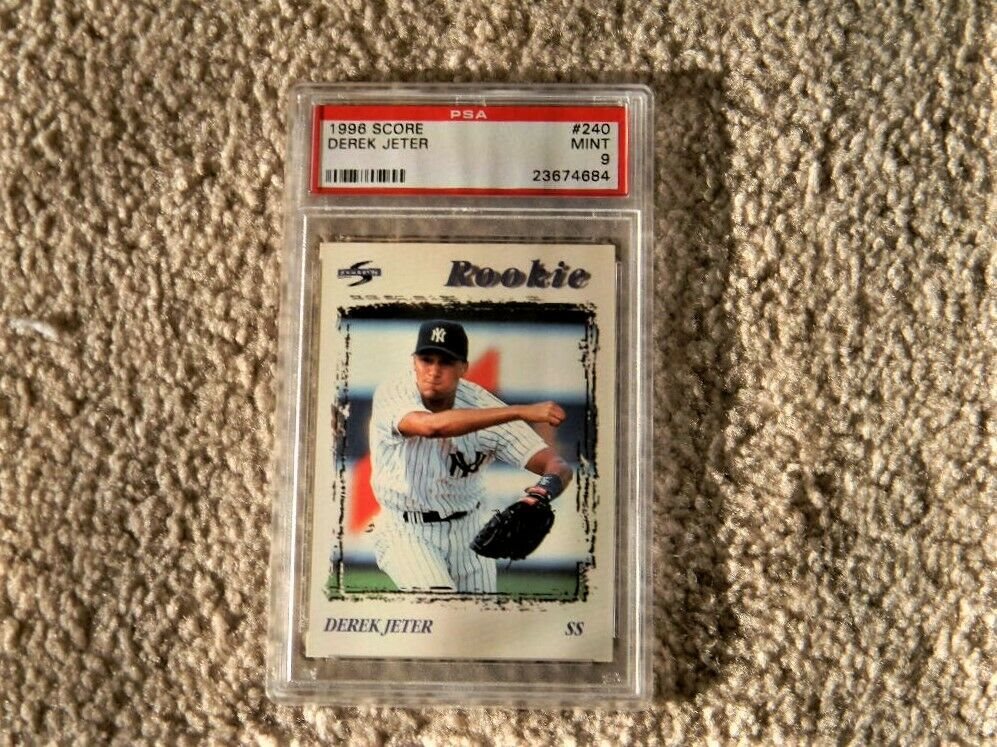 PSA
1996 SCORE #240
DEREK JETER MINT
9
23674684
Rookie
NY
NY
DEREK JETER SS